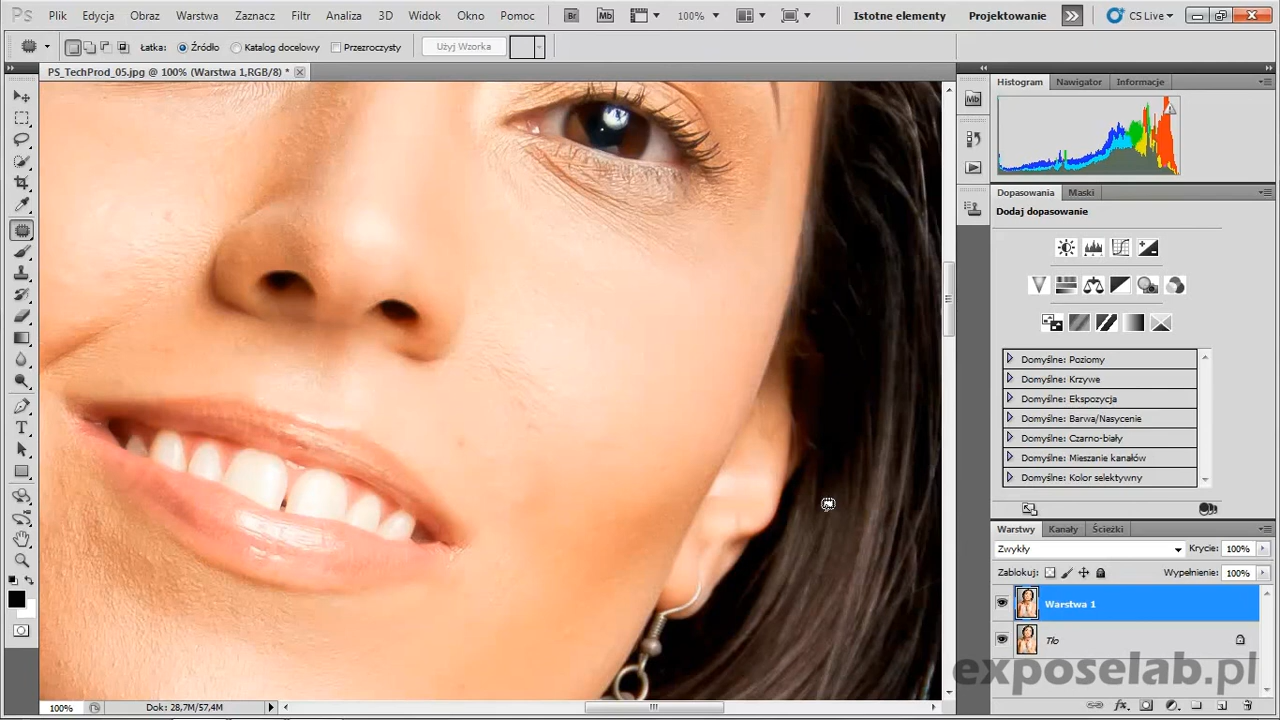 Ps Plik Edycja Obraz Warstwa Zaznacz Filtr Analiza 3D Widok Okno Pomoc Br Mb 100% Istotne elementy Projektowanie CS Live
Łatka: Źródło Katalog docelowy Przezroczysty Użyj Wzorka
PS_TechProd_05.jpg @ 100% (Warstwa 1,RGB/8) *
Histogram Nawigator Informacje
Mb
Dopasowania Maski
Dodaj dopasowanie
Domyślne: Poziomy
Domyślne: Krzywe
Domyślne: Ekspozycja
Domyślne: Barwa/Nasycenie
Domyślne: Czarno-biały
Domyślne: Mieszanie kanałów
Domyślne: Kolor selektywny
Warstwy Kanały Ścieżki
Zwykły Krycie: 100%
Zablokuj: Wypełnienie: 100%
Warstwa 1
Tło
exposelab.pl
100% Dok: 28,7M/57,4M